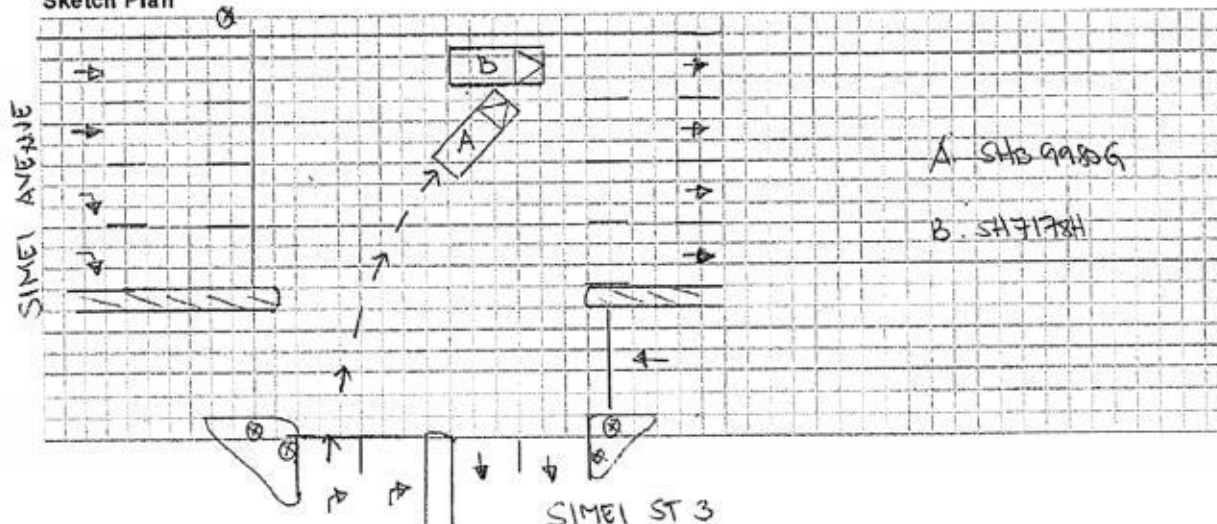 Sketch Plan
SIMEI AVENUE
B
A
A SHB 9980G
B. SH7178H
SIMEI ST 3